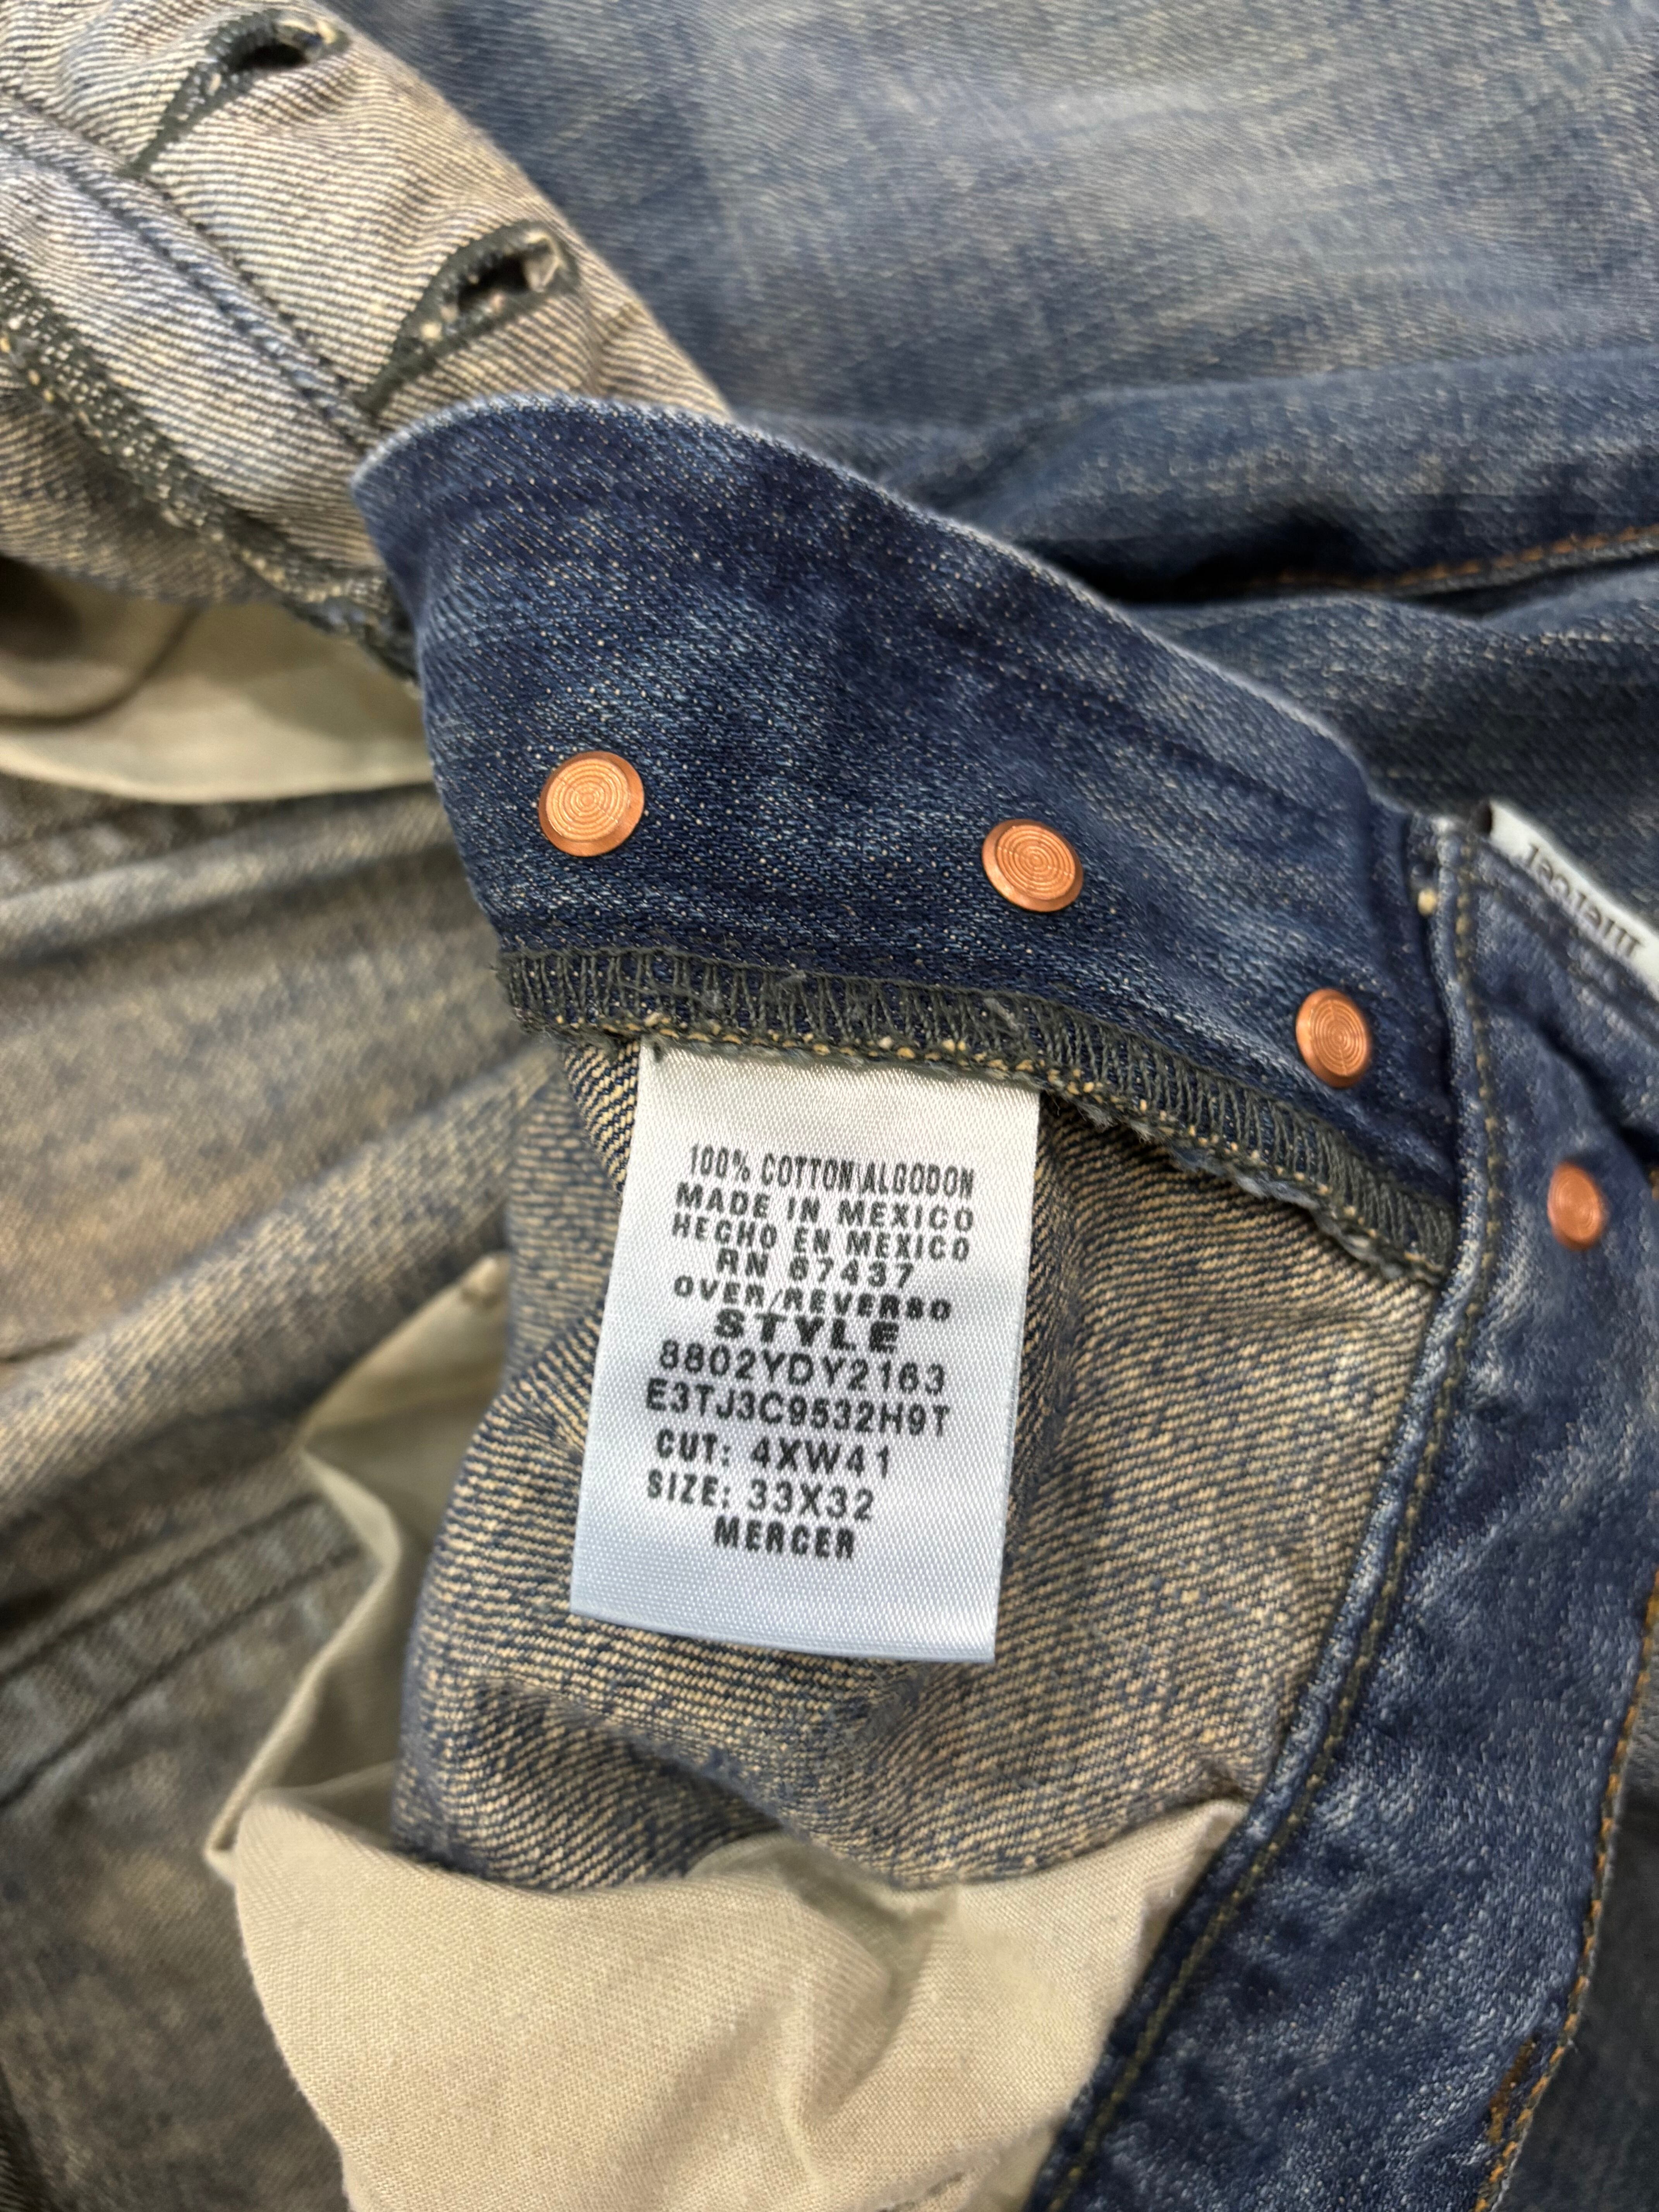 100% COTTON\ALGODON
MADE IN MEXICO
HECHO EN MEXICO
RN 67437
OVER/REVERSO
STYLE
8802YDY2163
E3TJ3C9532H9T
CUT: 4XW41
SIZE: 33X32
MERCER